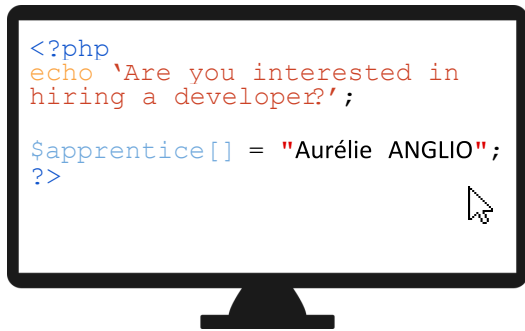 <?php
echo ‘Are you interested in
hiring a developer?’;
$apprentice[] = "Aurélie ANGLIO";
?>